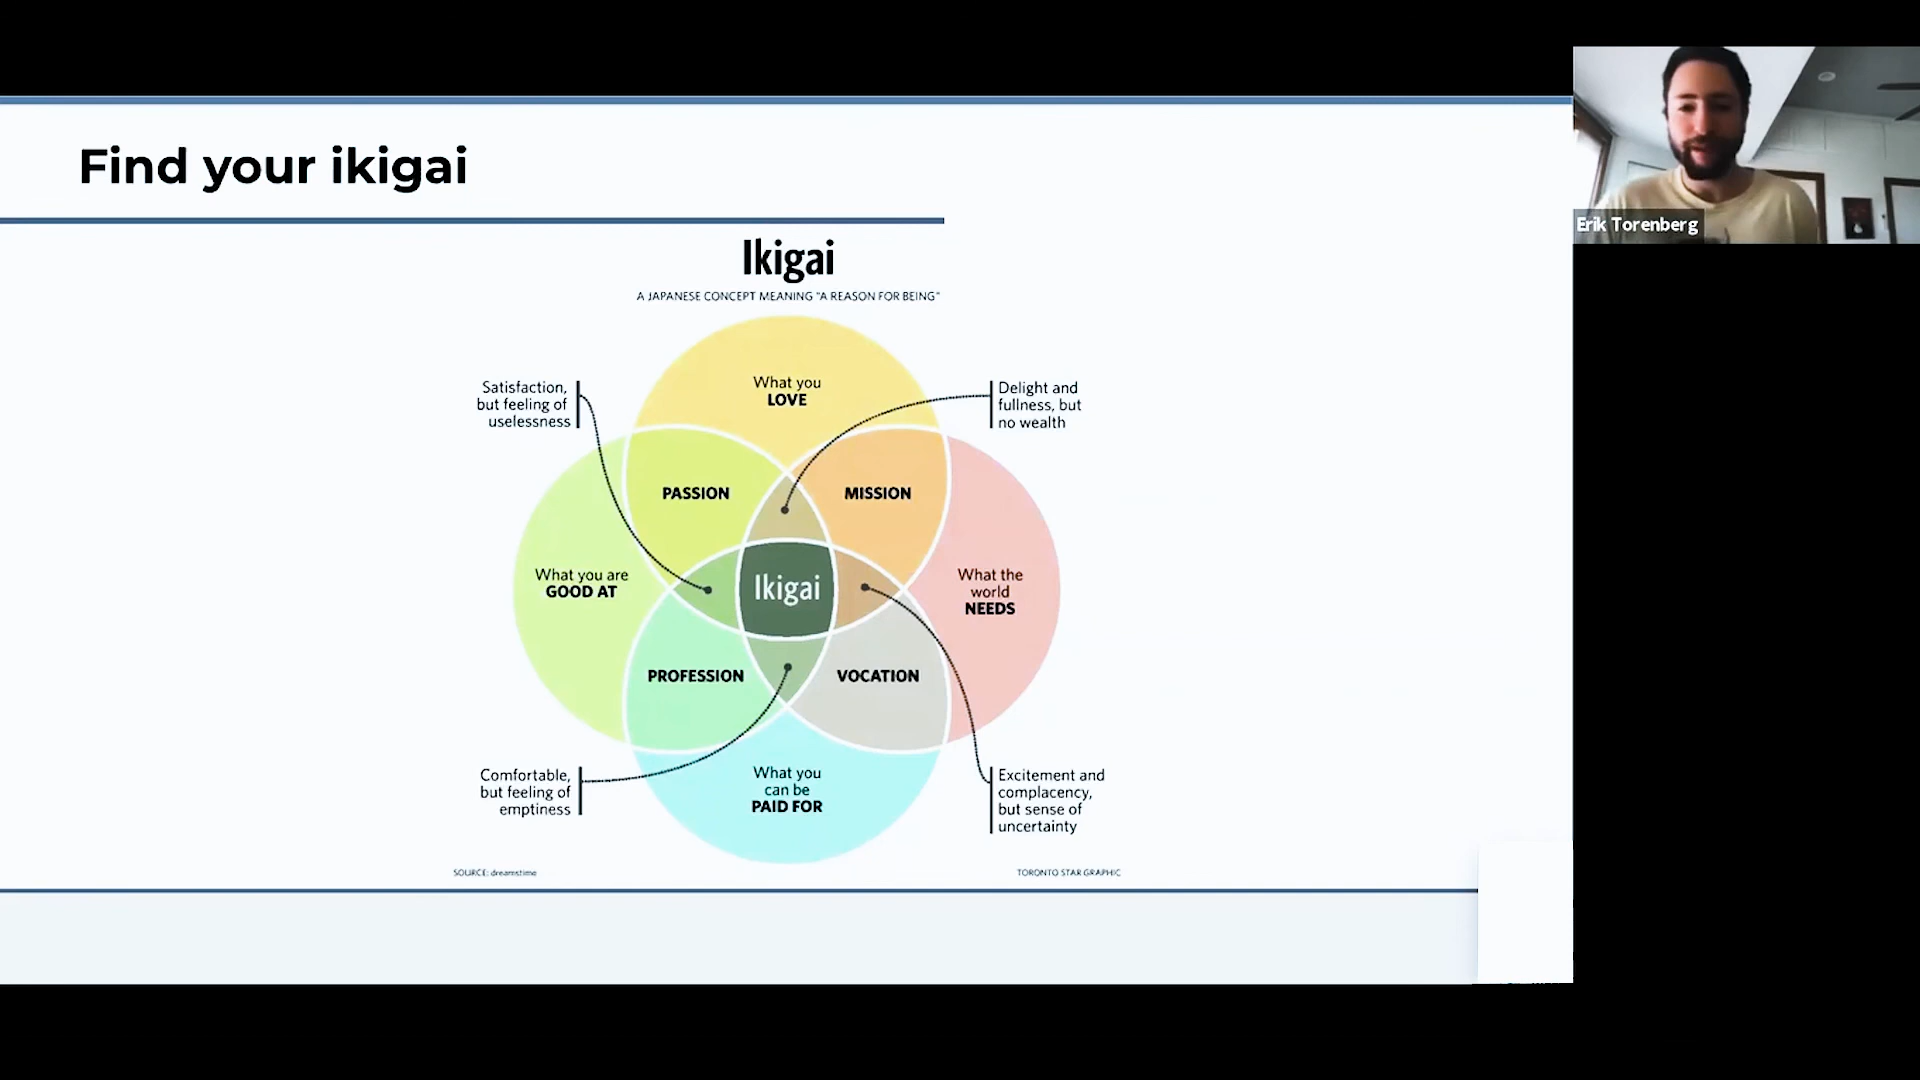 Find your ikigai
Erik Torenberg
Ikigai
A JAPANESE CONCEPT MEANING "A REASON FOR BEING"
Satisfaction,
but feeling of
uselessness
What you
LOVE
Delight and
fullness, but
no wealth
PASSION
MISSION
What you are
GOOD AT
Ikigai
What the
world
NEEDS
PROFESSION
VOCATION
Comfortable,
but feeling of
emptiness
What you
can be
PAID FOR
Excitement and
complacency,
but sense of
uncertainty
SOURCE: dreamstime
TORONTO STAR GRAPHIC